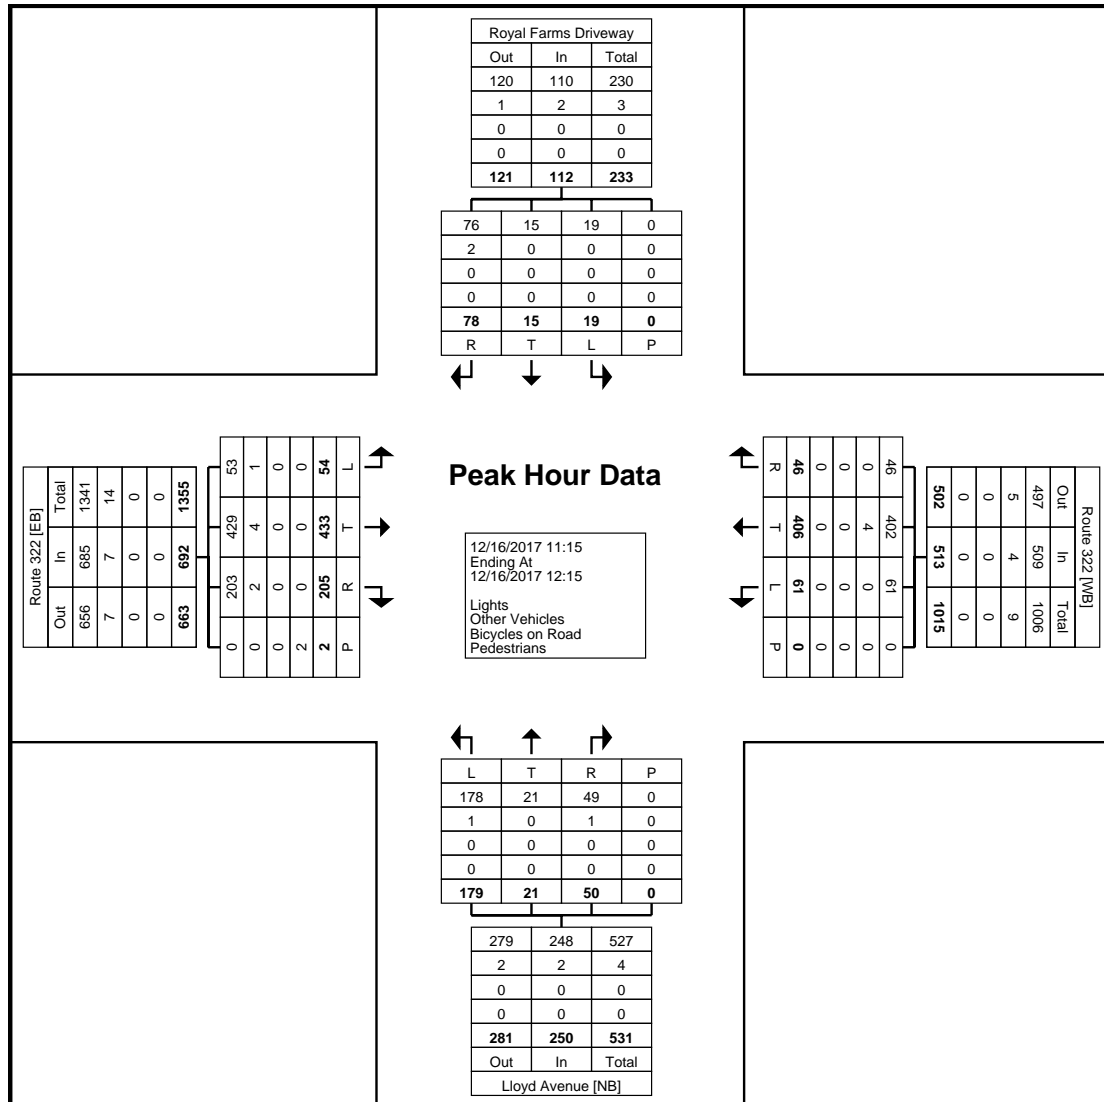 Royal Farms Driveway
Out In Total
120 110 230
1 2 3
0 0 0
0 0 0
121 112 233
76 15 19 0
2 0 0 0
0 0 0 0
0 0 0 0
78 15 19 0
R T L P
Route 322 [EB]
Total 1341 14 0 0 1355
In 685 7 0 0 692
Out 656 7 0 0 663
53 1 0 0 54 L
429 4 0 0 433 T
203 2 0 0 205 R
0 0 0 2 2 P
Peak Hour Data
12/16/2017 11:15
Ending At
12/16/2017 12:15
Lights
Other Vehicles
Bicycles on Road
Pedestrians
R 46 0 0 0 46
T 406 0 0 4 402
L 61 0 0 0 61
P 0 0 0 0 0
Route 322 [WB]
Out In Total
497 509 1006
5 4 9
0 0 0
0 0 0
502 513 1015
L T R P
178 21 49 0
1 0 1 0
0 0 0 0
0 0 0 0
179 21 50 0
279 248 527
2 2 4
0 0 0
0 0 0
281 250 531
Out In Total
Lloyd Avenue [NB]